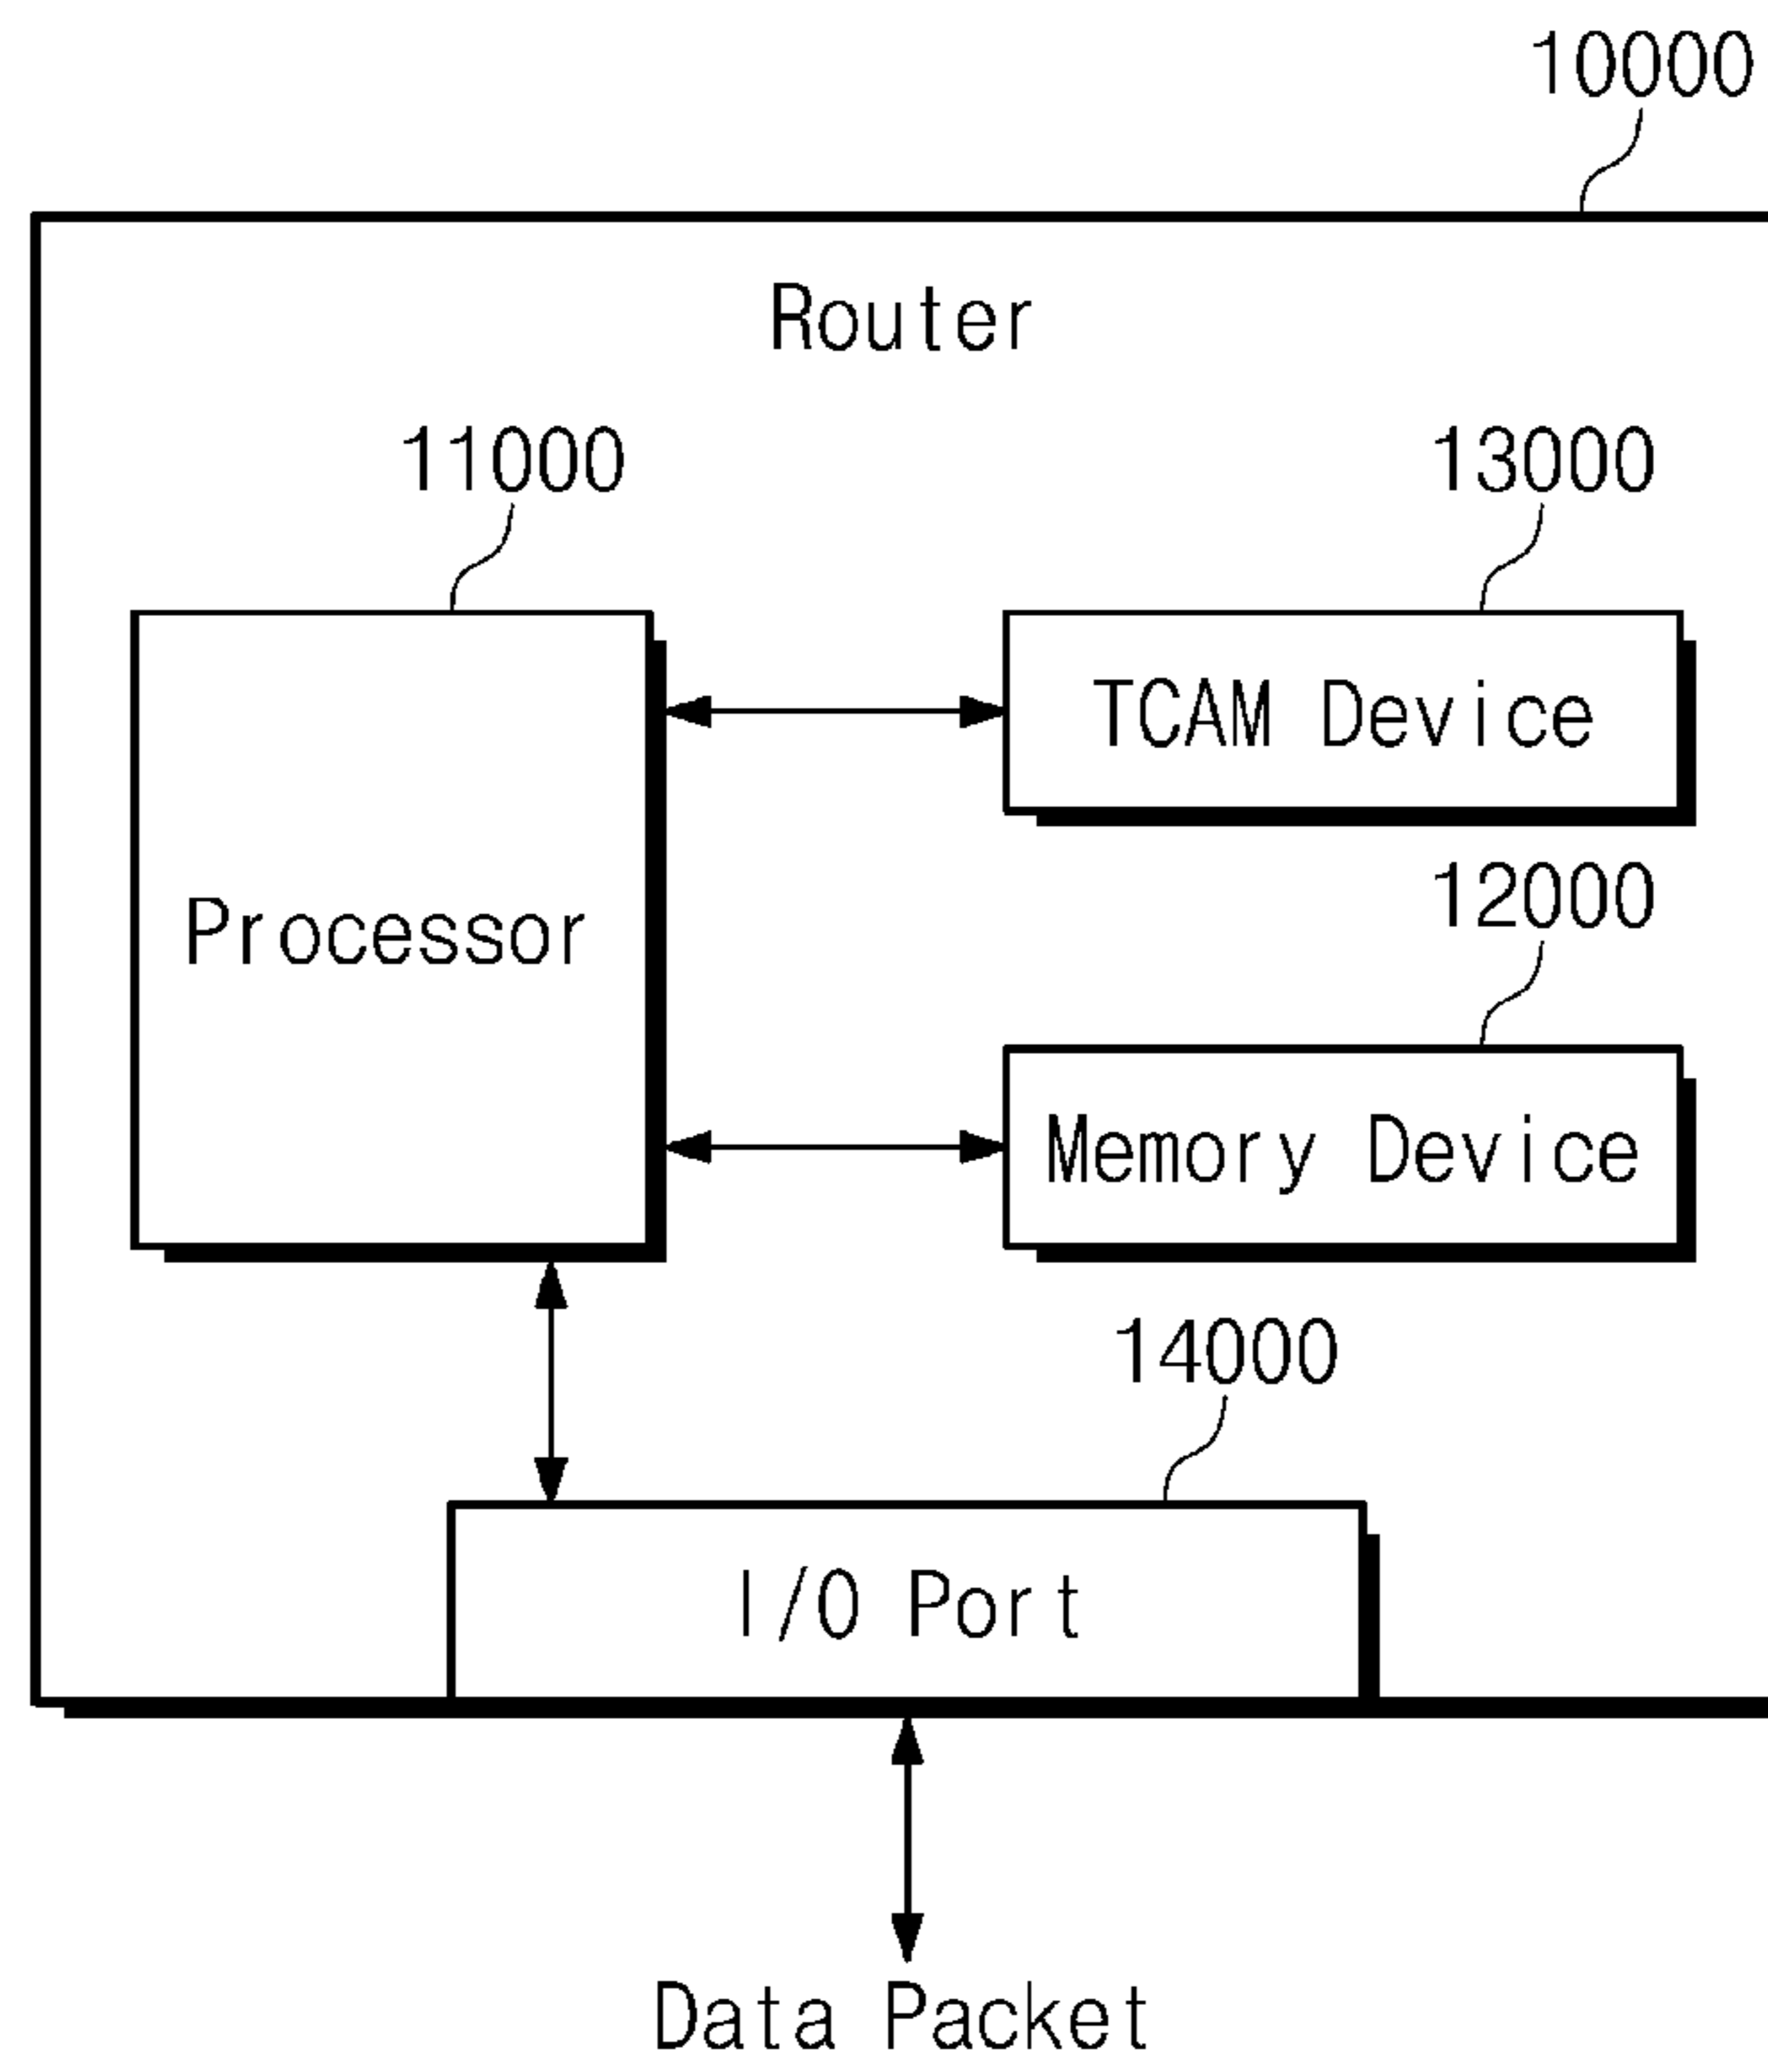 10000
Router
11000
13000
TCAM Device
12000
Processor
Memory Device
14000
I/O Port
Data Packet